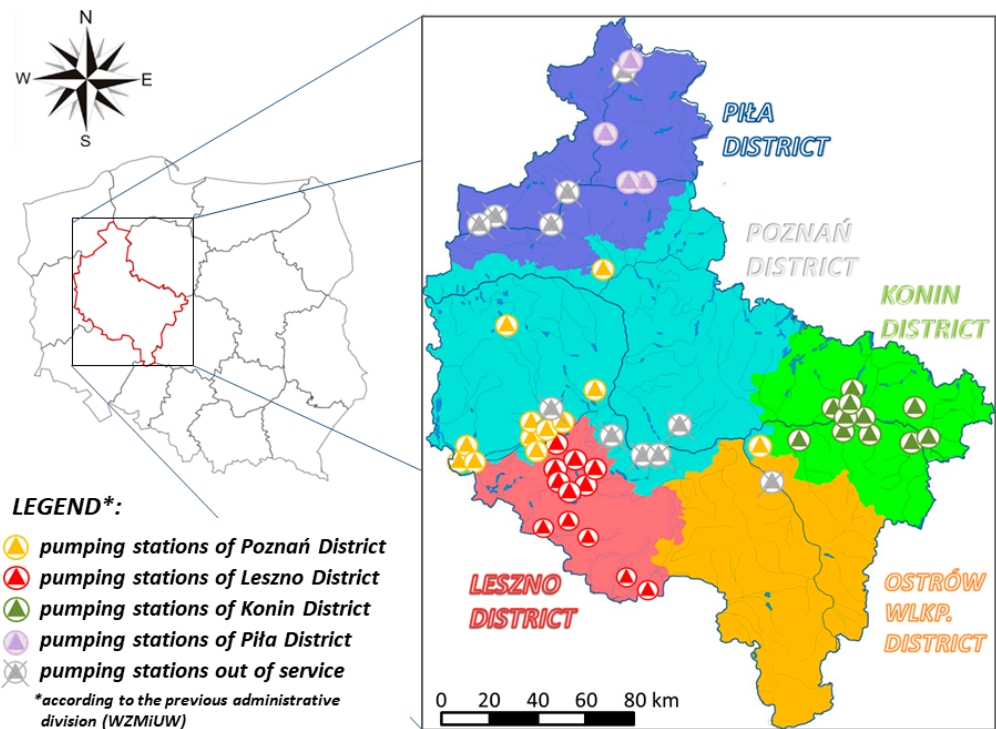 N
W
E
S
PIŁA
DISTRICT
POZNAŃ
DISTRICT
KONIN
DISTRICT
LESZNO
DISTRICT
OSTRÓW
WLKP.
DISTRICT
LEGEND*:
pumping stations of Poznań District
pumping stations of Leszno District
pumping stations of Konin District
pumping stations of Piła District
pumping stations out of service
*according to the previous administrative
division (WZMiUW)
0 20 40 60 80 km